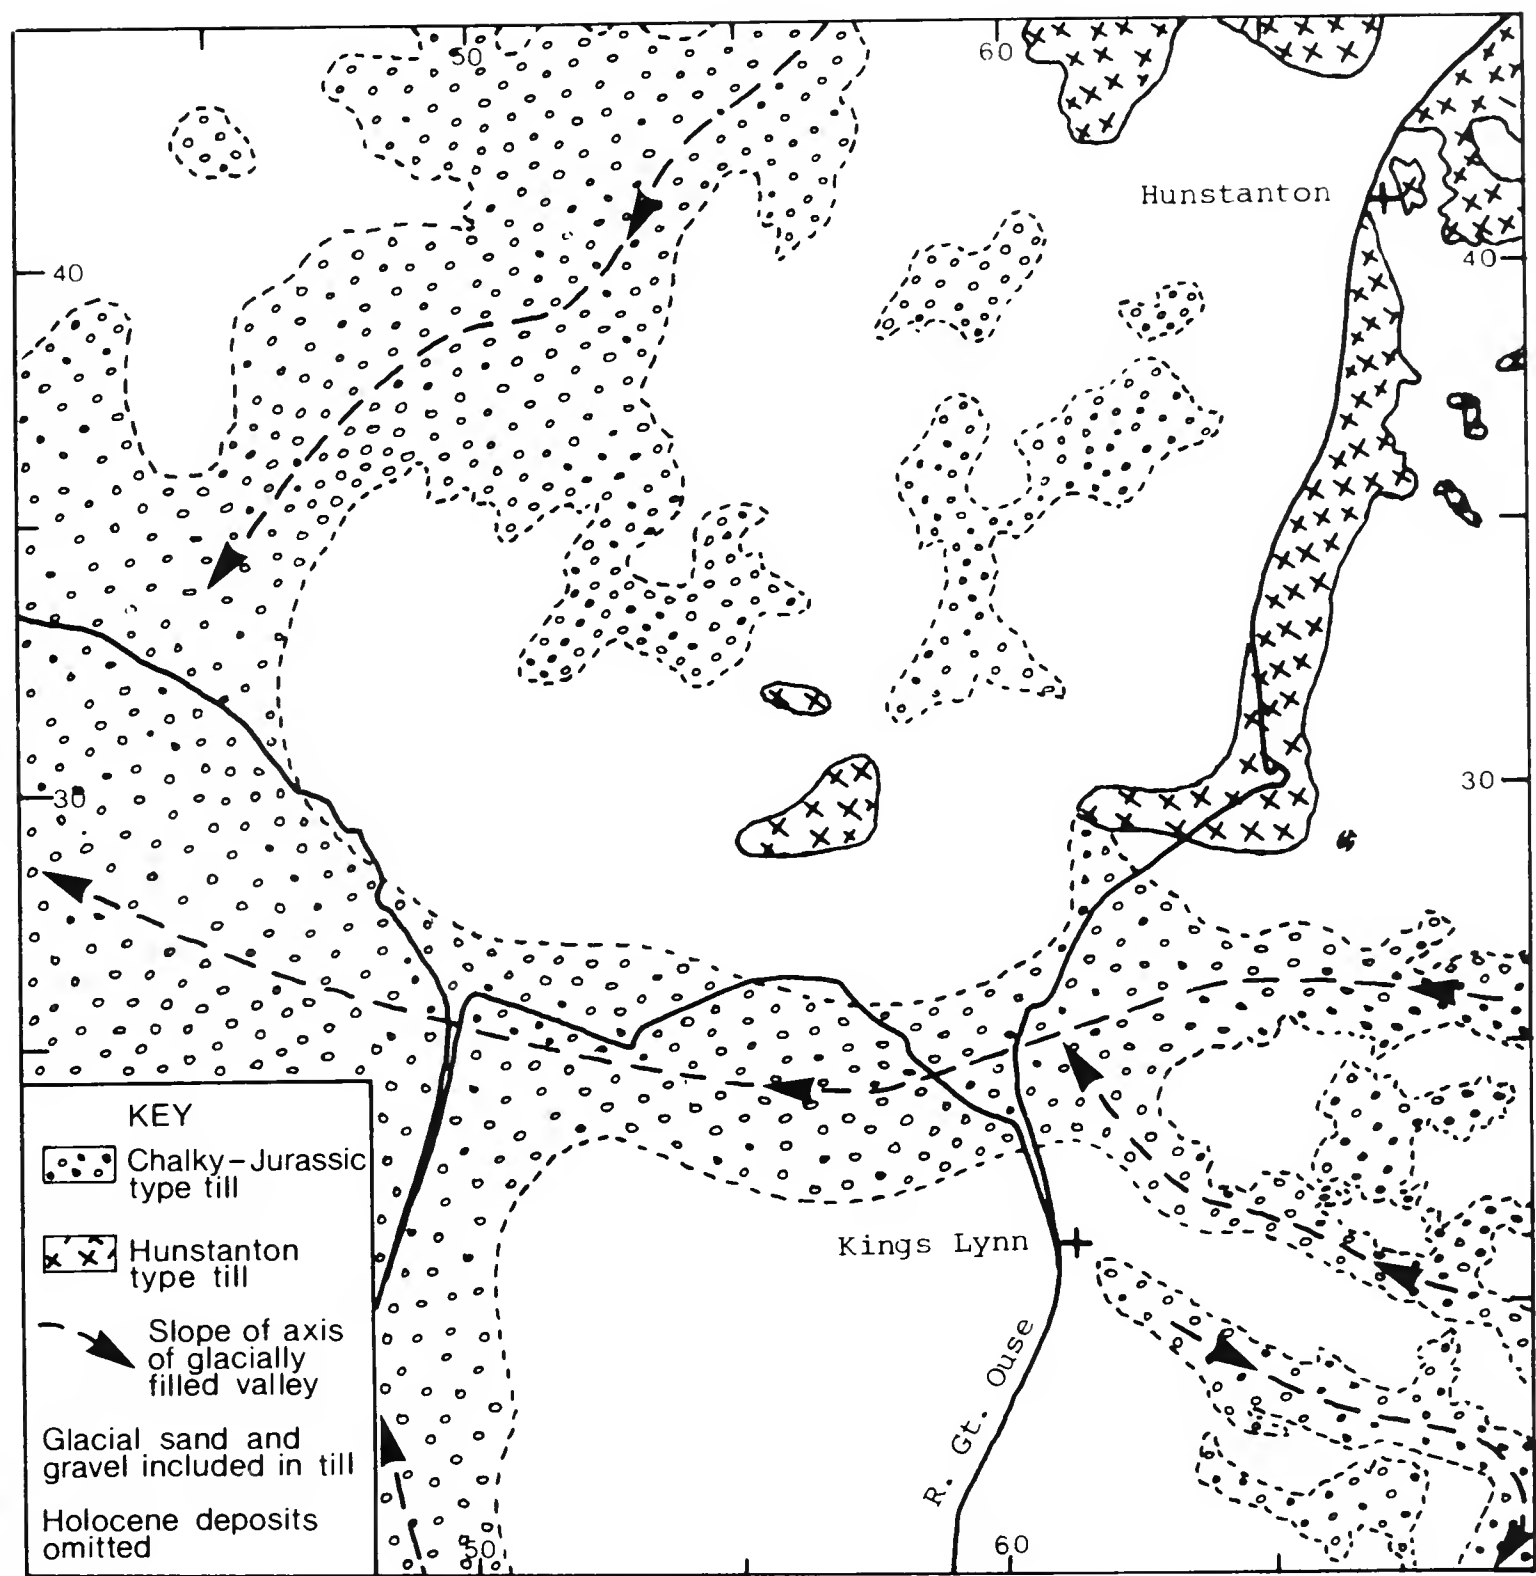 50
60
Hunstanton
40
40
30
30
KEY
Chalky-Jurassic
type till
Hunstanton
type till
Slope of axis
of glacially
filled valley
Glacial sand and
gravel included in till
Holocene deposits
omitted
Kings Lynn
R. Gt. Ouse
50
60